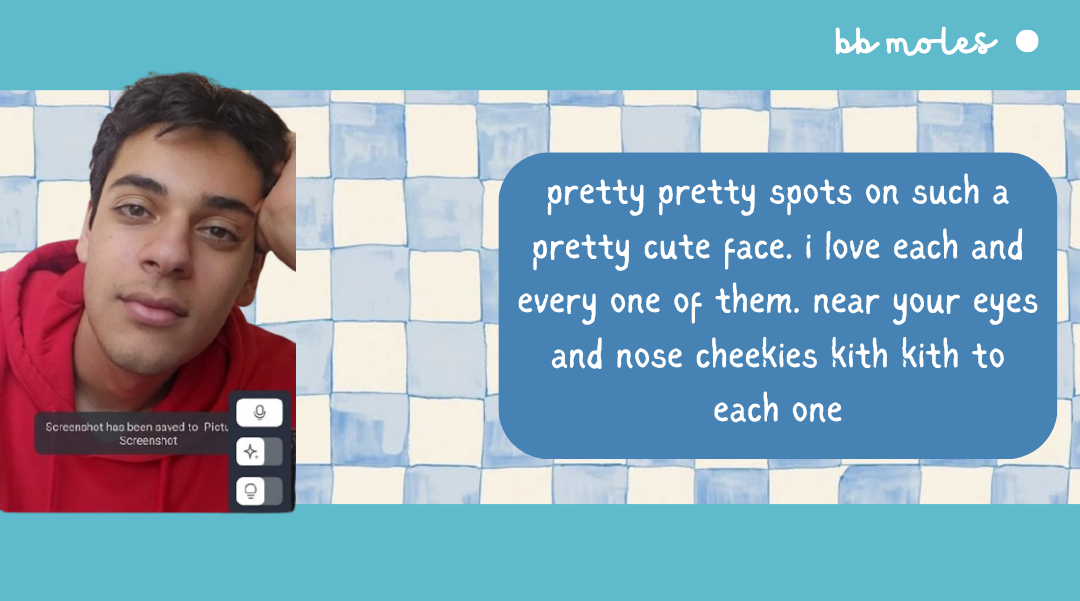 bb moles
pretty pretty spots on such a
pretty cute face. i love each and
every one of them. near your eyes
and nose cheekies kith kith to
each one
Screenshot has been saved to
Screenshot